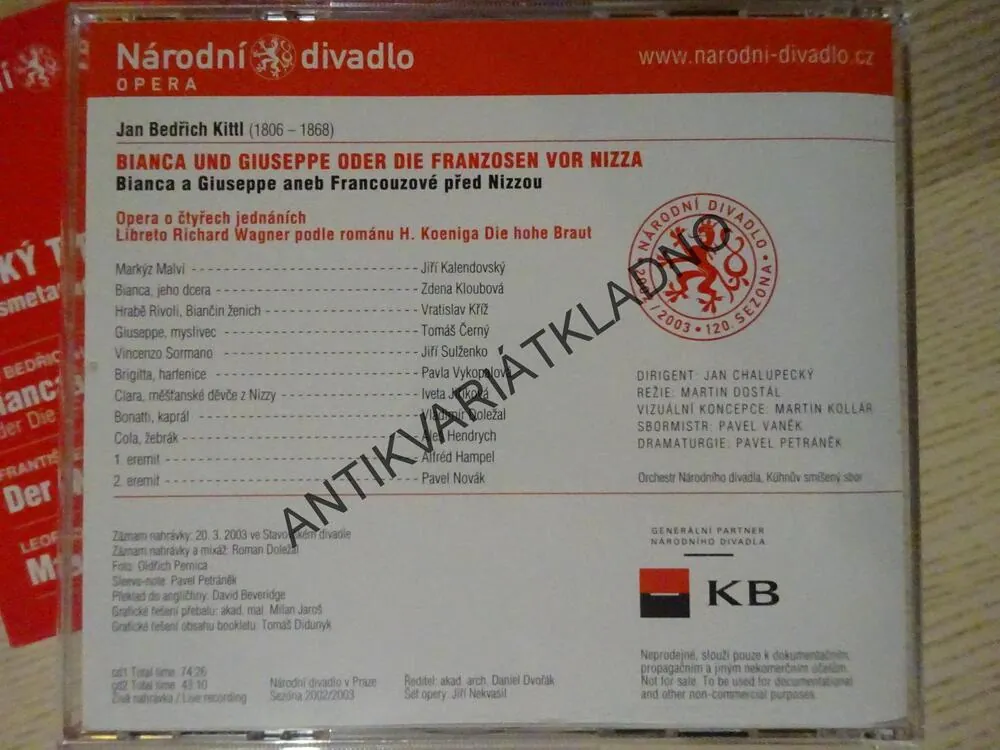 Národní divadlo
OPERA
www.narodni-divadlo.cz
Jan Bedřich Kittl (1806 – 1868)
BIANCA UND GIUSEPPE ODER DIE FRANZOSEN VOR NIZZA
Bianca a Giuseppe aneb Francouzové před Nizzou
Opera o čtyřech jednáních
Libreto Richard Wagner podle románu H. Koeniga Die hohe Braut
Markýz Malvi - Jiří Kalendovský
Bianca, jeho dcera - Zdena Kloubová
Hrabě Rivoli, Biančin ženich - Vratislav Kříž
Giuseppe, myslivec - Tomáš Černý
Vincenzo Sormano - Jiří Sulženko
Brigitta, harfenice - Pavla Vykopalová
Clara, měšťanské děvče z Nizzy - Iveta Jiříková
Bonatti, kaprál - Vladimír Doležal
Cola, žebrák - Aleš Hendrych
1. eremit - Alfréd Hampel
2. eremit - Pavel Novák
NÁRODNÍ DIVADLO • 2003 • 120. SEZONA
DIRIGENT: JAN CHALUPECKÝ
REŽIE: MARTIN DOSTÁL
VIZUÁLNÍ KONCEPCE: MARTIN KOLLÁR
SBORMISTR: PAVEL VANĚK
DRAMATURGIE: PAVEL PETRÁNĚK
Orchestr Národního divadla, Kühnův smíšený sbor
Záznam nahrávky: 20. 3. 2003 ve Stavovském divadle
Záznam nahrávky a mixáž: Roman Doležal
Foto: Oldřich Pernica
Sleeve-note: Pavel Petráněk
Překlad do angličtiny: David Beveridge
Grafické řešení přebalu: akad. mal. Milan Jaroš
Grafické řešení obsahu bookletu: Tomáš Didunyk
cd1 Total time: 74:26
cd2 Total time: 43:10
Živá nahrávka / Live recording
Národní divadlo v Praze
Sezóna 2002/2003
Ředitel: akad. arch. Daniel Dvořák
Šéf opery: Jiří Nekvasil
GENERÁLNÍ PARTNER
NÁRODNÍHO DIVADLA
KB
Neprodejné, slouží pouze k dokumentačním,
propagačním a jiným nekomerčním účelům.
Not for sale. To be used for documentational
and other non-commercial purposes.
ANTIKVARIÁTKLADNO